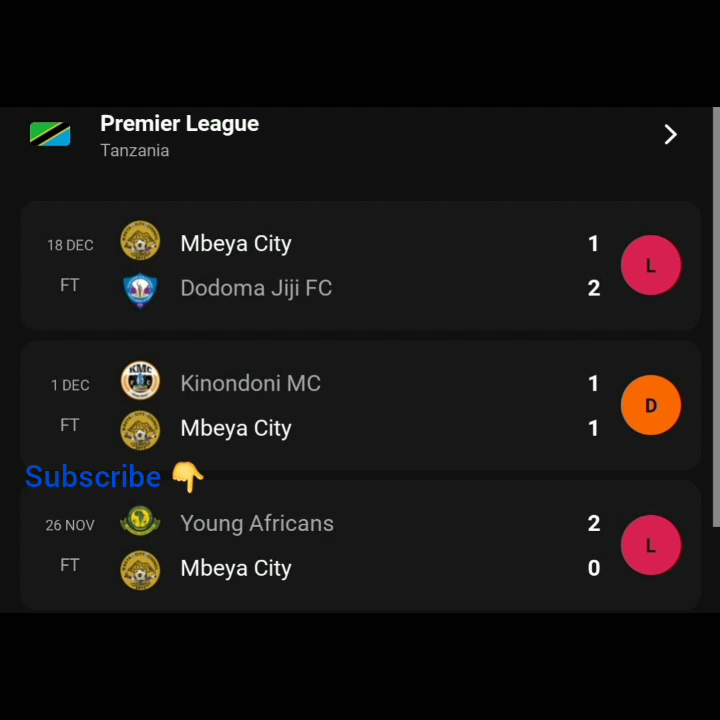 Premier League
Tanzania
18 DEC
FT
Mbeya City 1
Dodoma Jiji FC 2
L
1 DEC
FT
KMC
Kinondoni MC 1
Mbeya City 1
D
Subscribe 👇
26 NOV
FT
Young Africans 2
Mbeya City 0
L